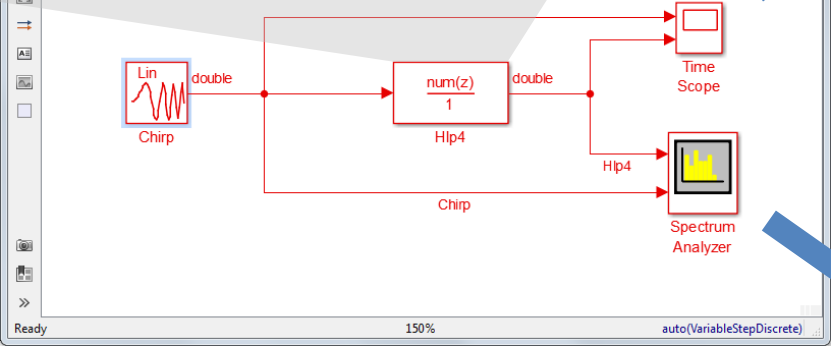 Lin
double
num(z)
1
double
Time
Scope
Chirp
Hlp4
Hlp4
Chirp
Spectrum
Analyzer
Ready
150%
auto(VariableStepDiscrete)